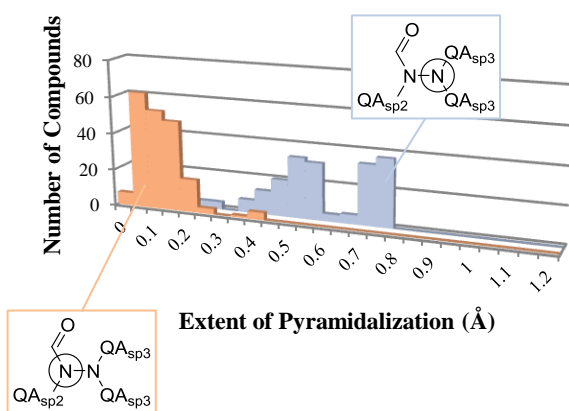 Number of Compounds
80
60
40
20
0
0
0.1
0.2
0.3
0.4
0.5
0.6
0.7
0.8
0.9
1
1.1
1.2
Extent of Pyramidalization (Å)
O
QAsp3
N
N
QAsp2
QAsp3
O
QAsp3
N
N
QAsp2
QAsp3